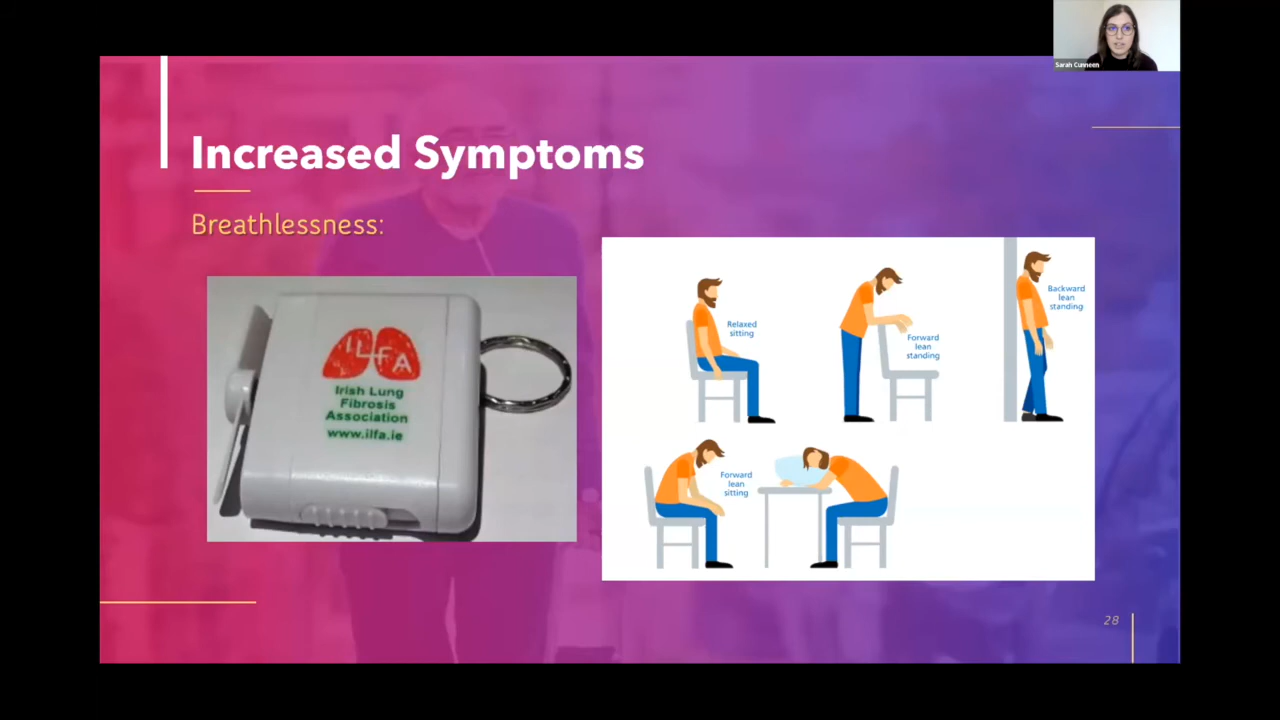 Sarah Cunneen
Increased Symptoms
Breathlessness:
ILFA
Irish Lung
Fibrosis
Association
www.ilfa.ie
Relaxed
sitting
Forward
lean
standing
Backward
lean
standing
Forward
lean
sitting
28